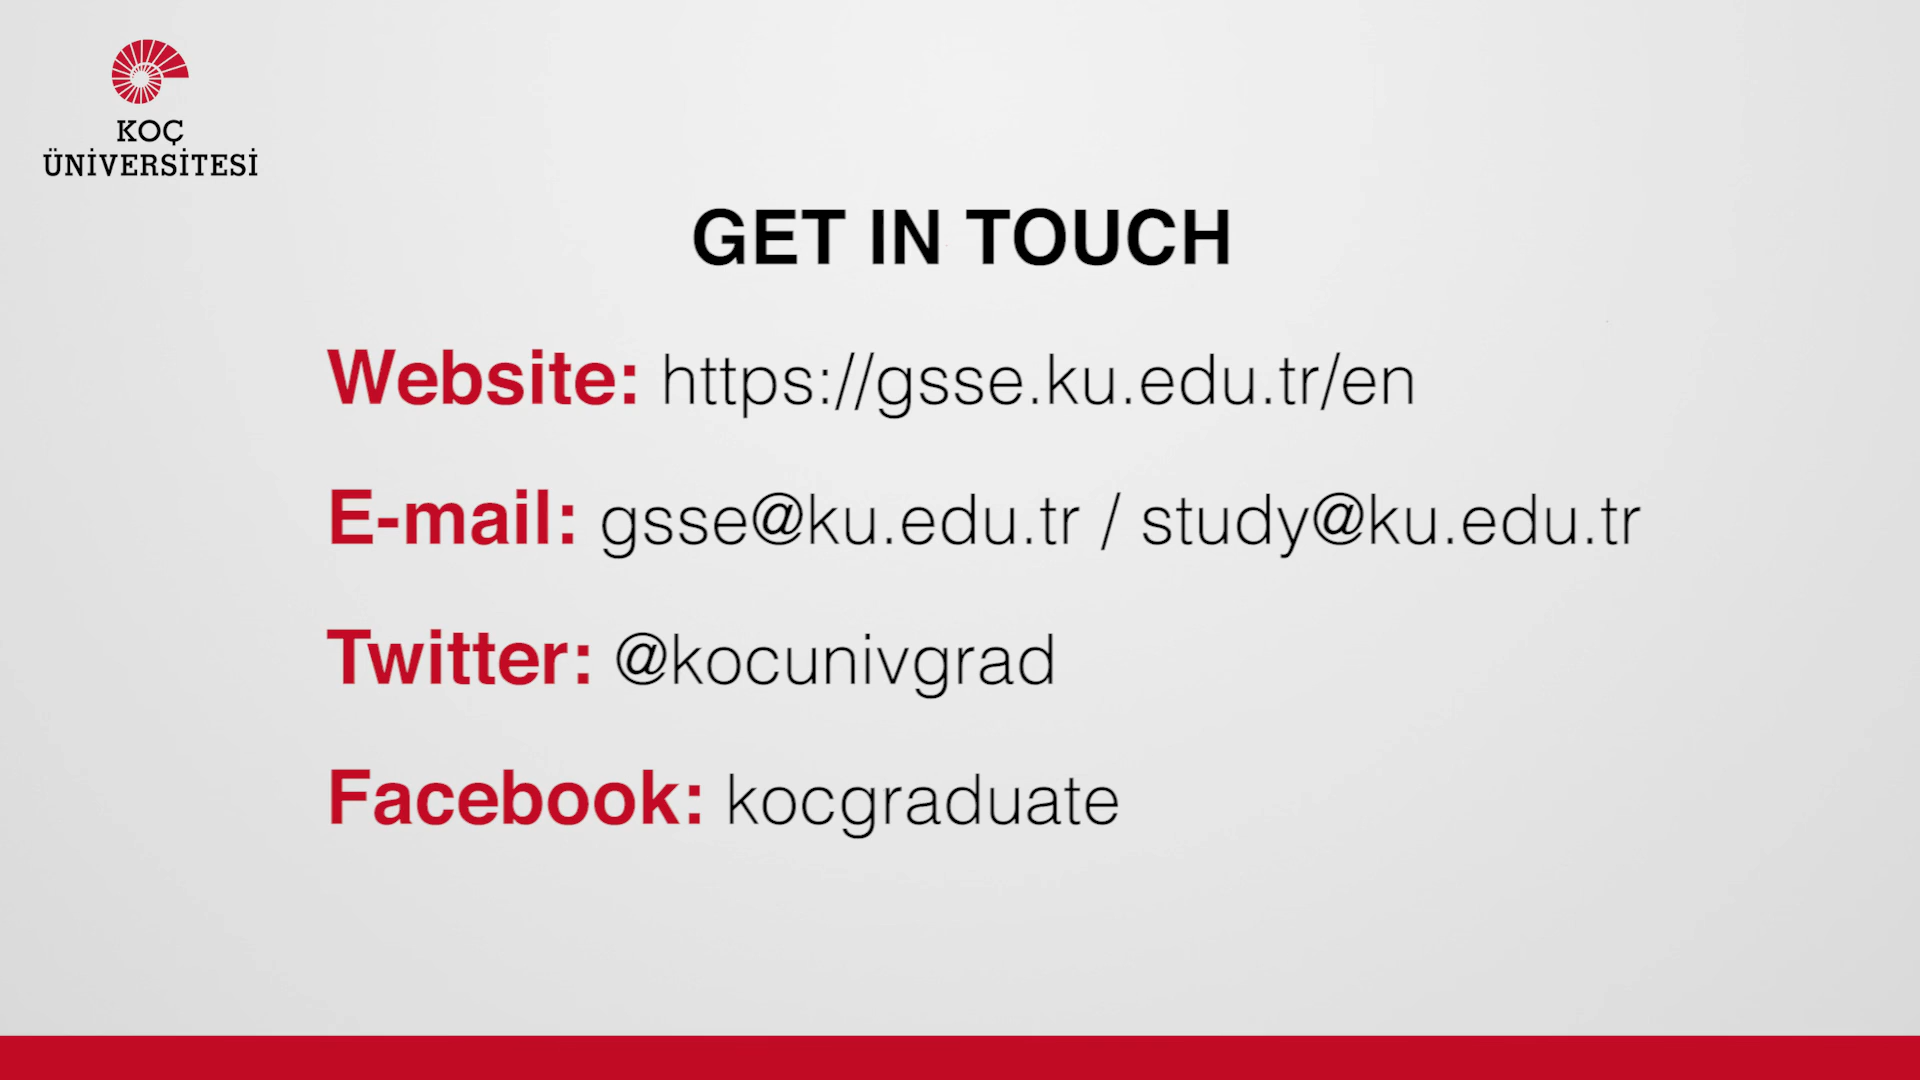 KOÇ
ÜNİVERSİTESİ
GET IN TOUCH
Website: https://gsse.ku.edu.tr/en
E-mail: gsse@ku.edu.tr / study@ku.edu.tr
Twitter: @kocunivgrad
Facebook: kocgraduate